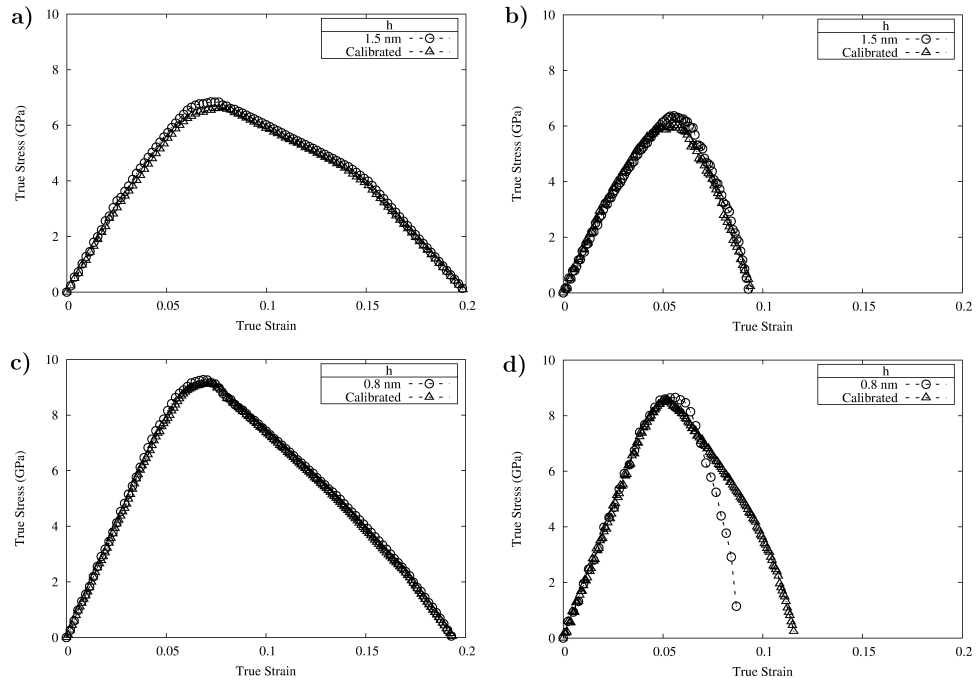 a)
10
8
6
4
2
0
True Stress (GPa)
h
1.5 nm
Calibrated
0
0.05
0.1
0.15
0.2
True Strain
b)
10
8
6
4
2
0
True Stress (GPa)
h
1.5 nm
Calibrated
0
0.05
0.1
0.15
0.2
True Strain
c)
10
8
6
4
2
0
True Stress (GPa)
h
0.8 nm
Calibrated
0
0.05
0.1
0.15
0.2
True Strain
d)
10
8
6
4
2
0
True Stress (GPa)
h
0.8 nm
Calibrated
0
0.05
0.1
0.15
0.2
True Strain